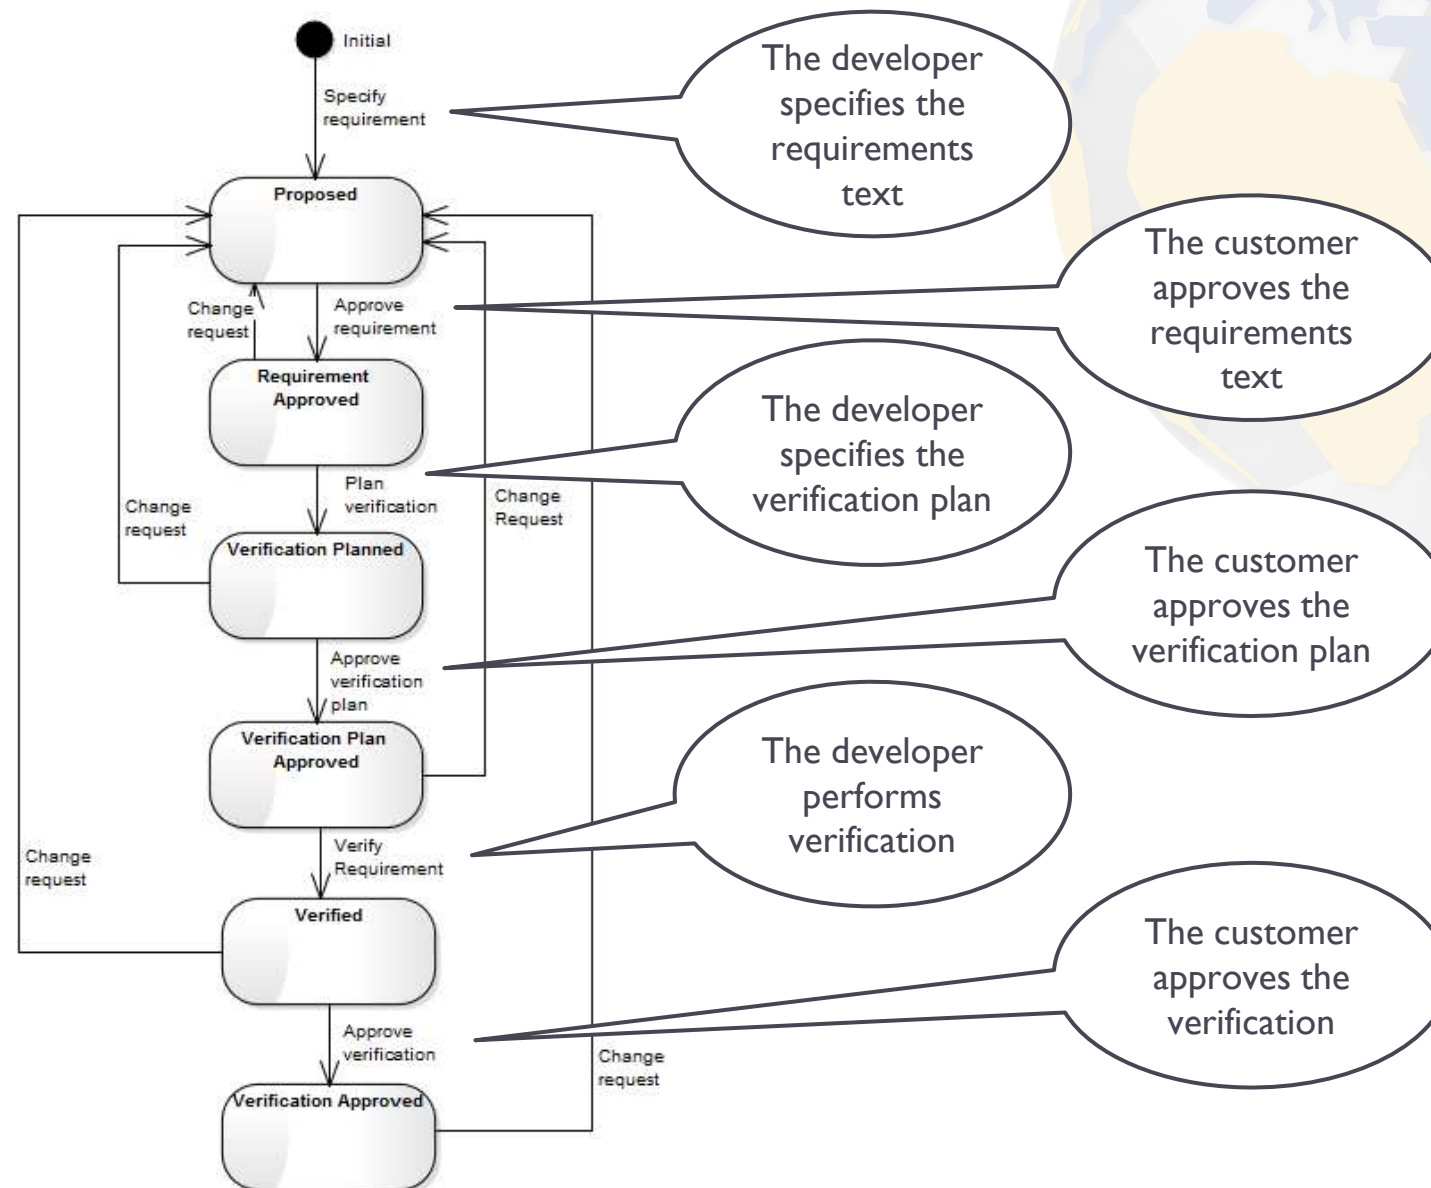 Initial
Specify
requirement
The developer
specifies the
requirements
text
Proposed
The customer
approves the
requirements
text
Change
request
Approve
requirement
Requirement
Approved
The developer
specifies the
verification plan
Plan
verification
Change
request
Change
Request
Verification Planned
The customer
approves the
verification plan
Approve
verification
plan
Verification Plan
Approved
The developer
performs
verification
Verify
Requirement
Change
request
Verified
The customer
approves the
verification
Approve
verification
Change
request
Verification Approved